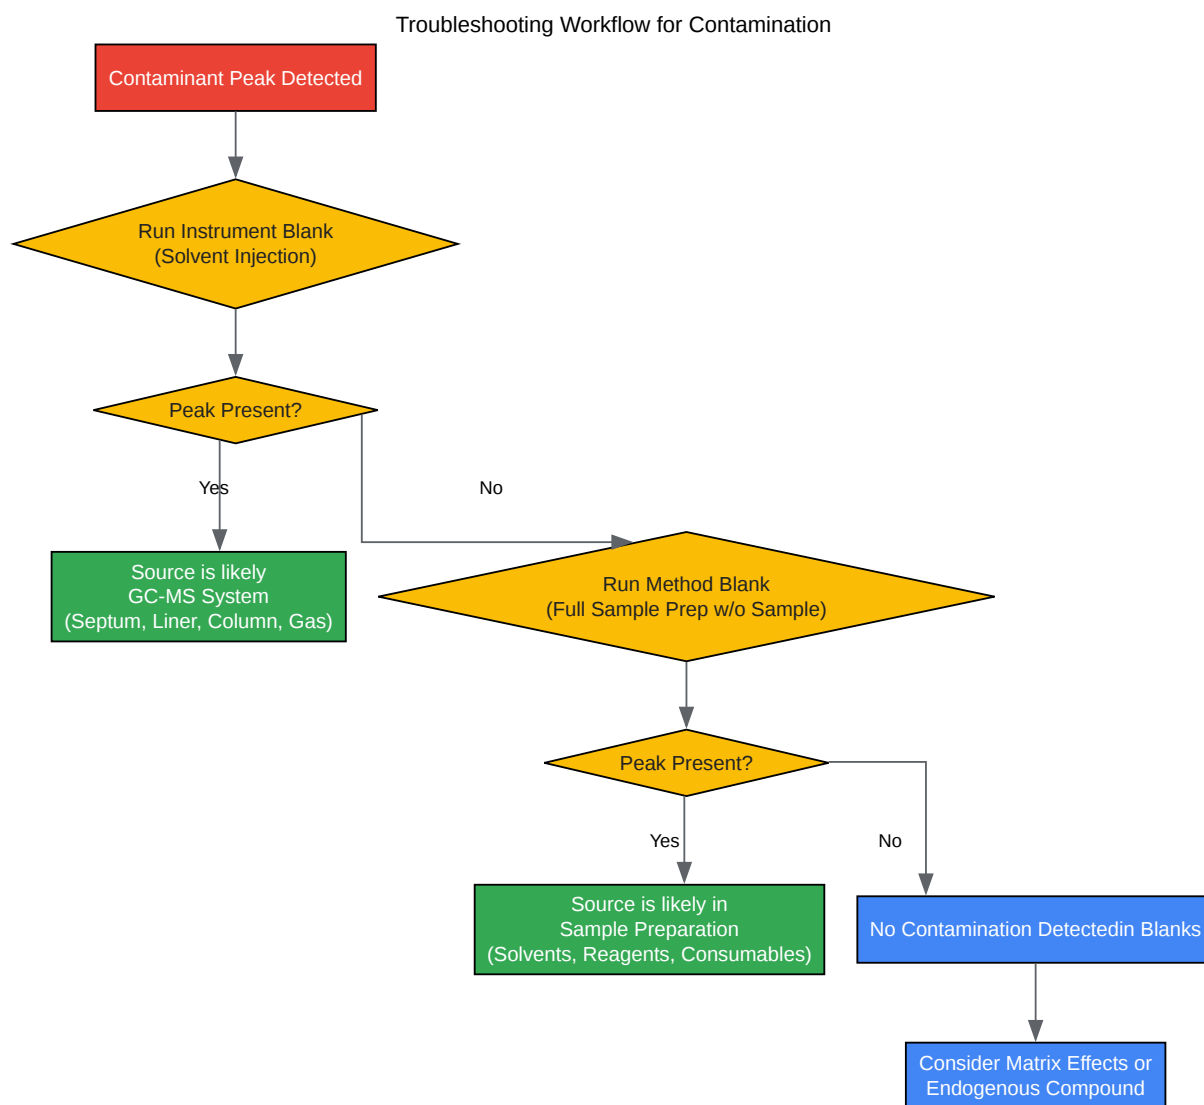 Troubleshooting Workflow for Contamination
Contaminant Peak Detected
Run Instrument Blank
(Solvent Injection)
Peak Present?
Yes
No
Source is likely
GC-MS System
(Septum, Liner, Column, Gas)
Run Method Blank
(Full Sample Prep w/o Sample)
Peak Present?
Yes
No
Source is likely in
Sample Preparation
(Solvents, Reagents, Consumables)
No Contamination Detectedin Blanks
Consider Matrix Effects or
Endogenous Compound